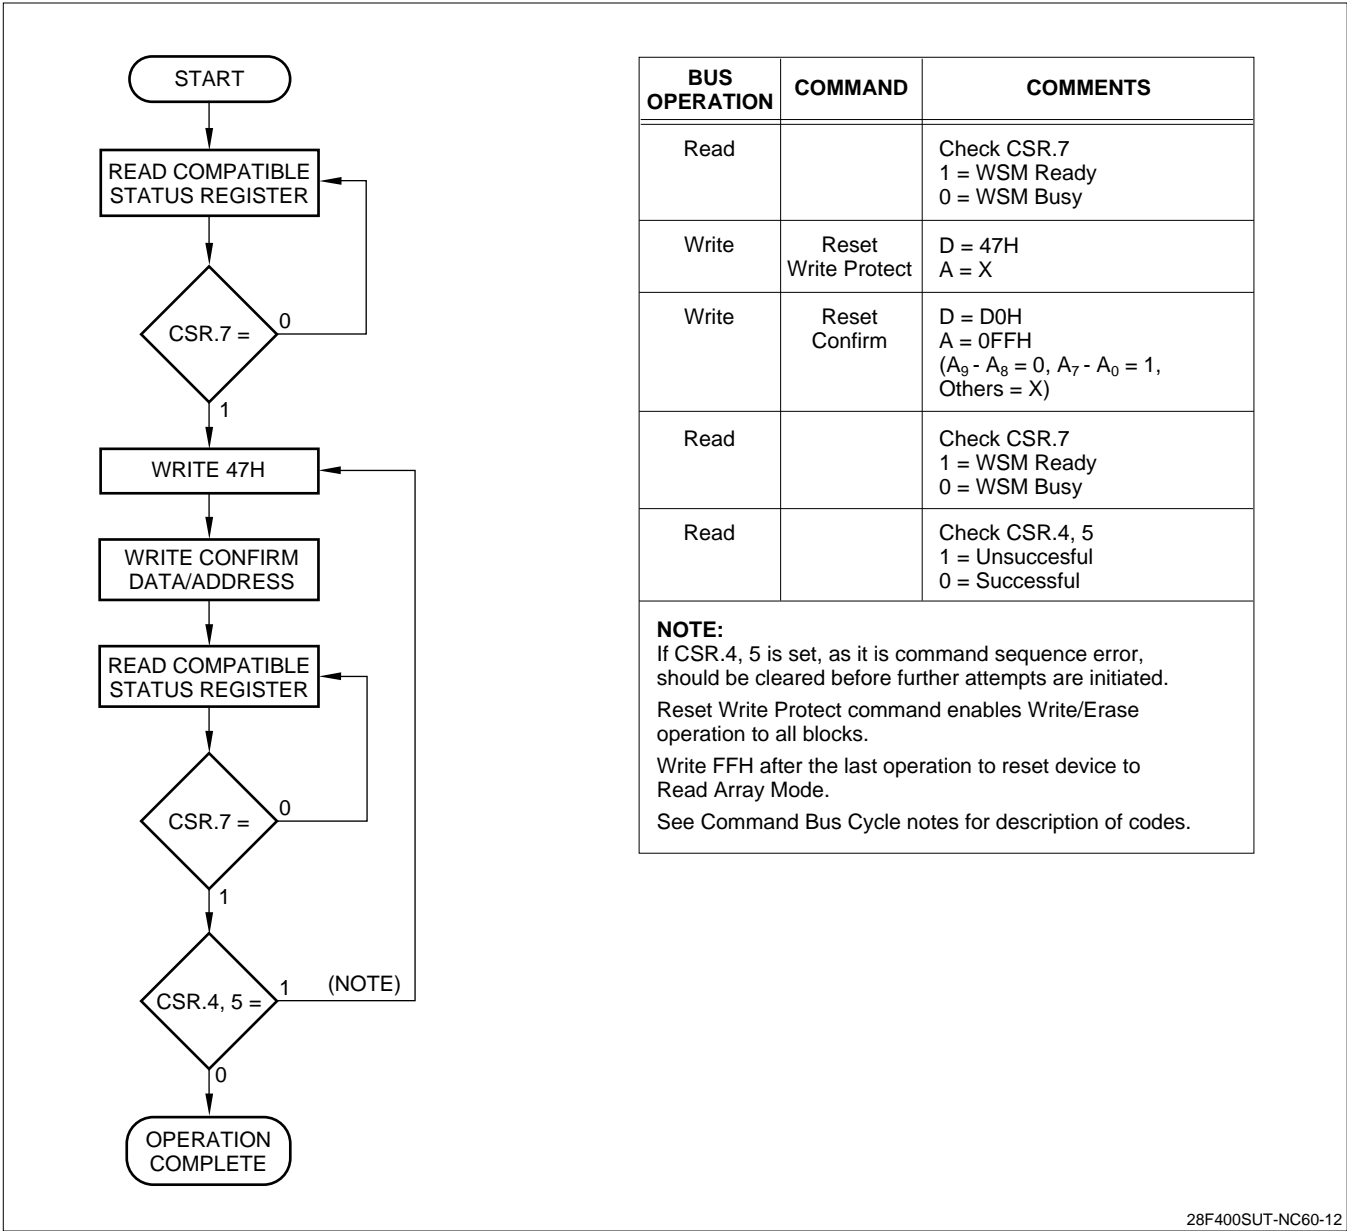 START
READ COMPATIBLE
STATUS REGISTER
CSR.7 =
0
1
WRITE 47H
WRITE CONFIRM
DATA/ADDRESS
READ COMPATIBLE
STATUS REGISTER
CSR.7 =
0
1
CSR.4, 5 =
1
(NOTE)
0
OPERATION
COMPLETE
BUS
OPERATION
COMMAND
COMMENTS
Read
Check CSR.7
1 = WSM Ready
0 = WSM Busy
Write
Reset
Write Protect
D = 47H
A = X
Write
Reset
Confirm
D = D0H
A = 0FFH
(A9 - A8 = 0, A7 - A0 = 1,
Others = X)
Read
Check CSR.7
1 = WSM Ready
0 = WSM Busy
Read
Check CSR.4, 5
1 = Unsuccesful
0 = Successful
NOTE:
If CSR.4, 5 is set, as it is command sequence error,
should be cleared before further attempts are initiated.
Reset Write Protect command enables Write/Erase
operation to all blocks.
Write FFH after the last operation to reset device to
Read Array Mode.
See Command Bus Cycle notes for description of codes.
28F400SUT-NC60-12